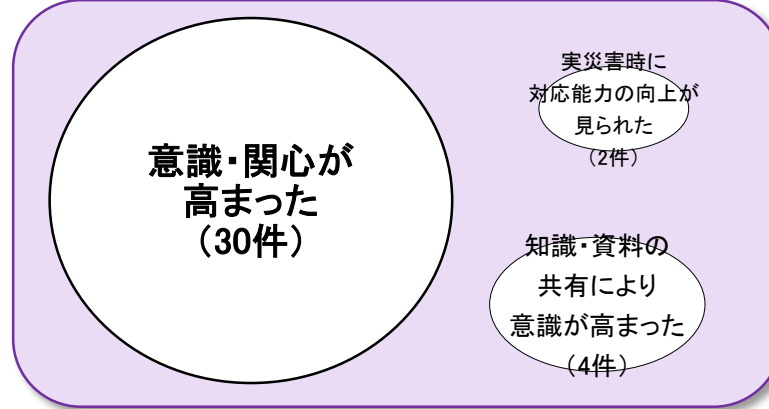 意識・関心が
高まった
（30件）
実災害時に
対応能力の向上が
見られた
（2件）
知識・資料の
共有により
意識が高まった
（4件）